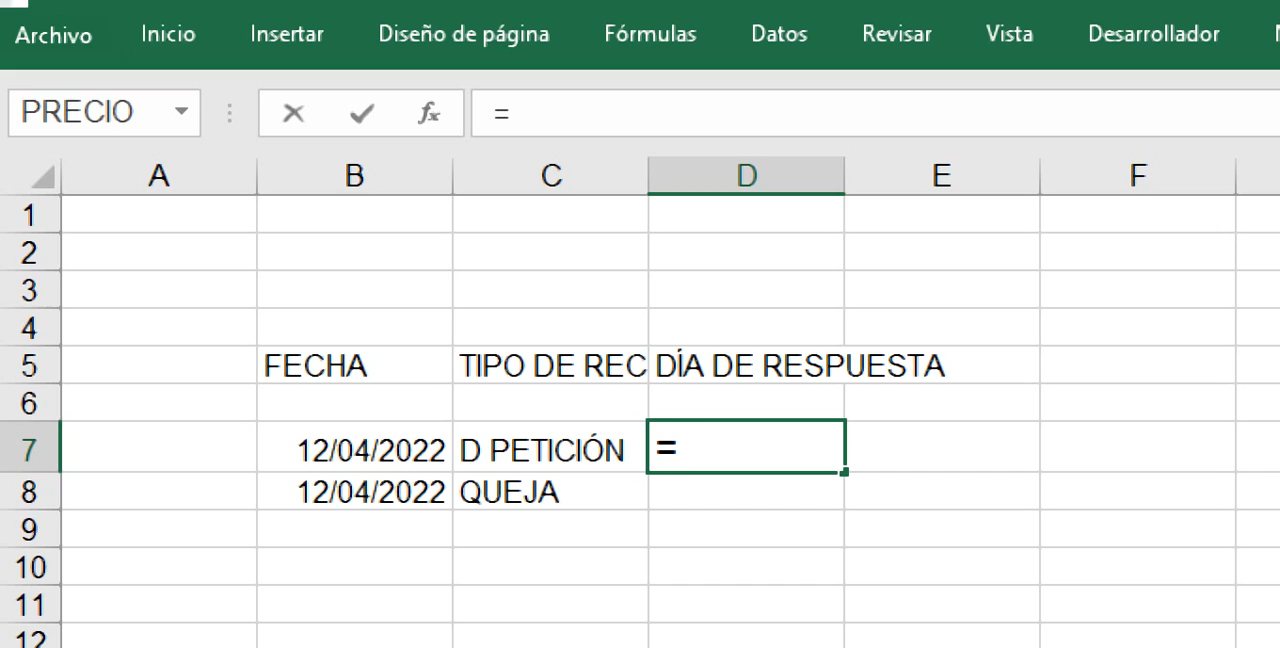 Archivo Inicio Insertar Diseño de página Fórmulas Datos Revisar Vista Desarrollador
PRECIO fx =
A B C D E F
1
2
3
4
5 FECHA TIPO DE REC DÍA DE RESPUESTA
6
7 12/04/2022 D PETICIÓN =
8 12/04/2022 QUEJA
9
10
11
12